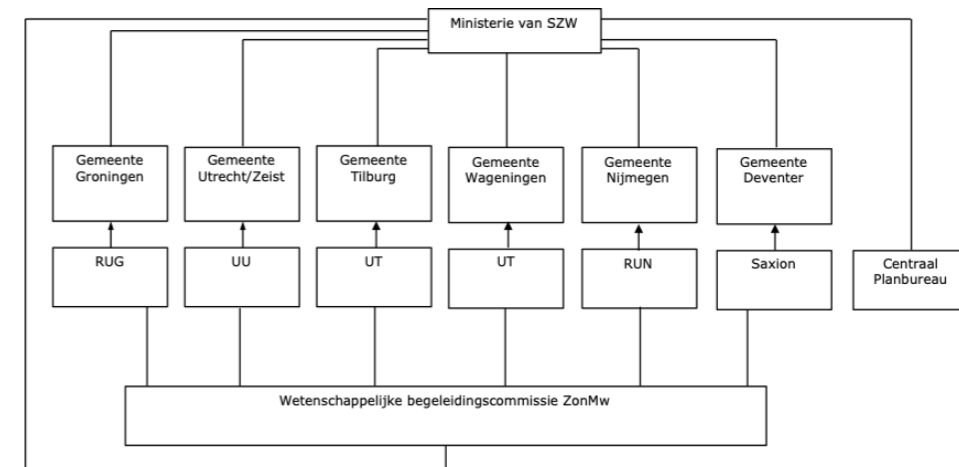 Ministerie van SZW
Gemeente
Groningen
Gemeente
Utrecht/Zeist
Gemeente
Tilburg
Gemeente
Wageningen
Gemeente
Nijmegen
Gemeente
Deventer
RUG
UU
UT
UT
RUN
Saxion
Centraal
Planbureau
Wetenschappelijke begeleidingscommissie ZonMw